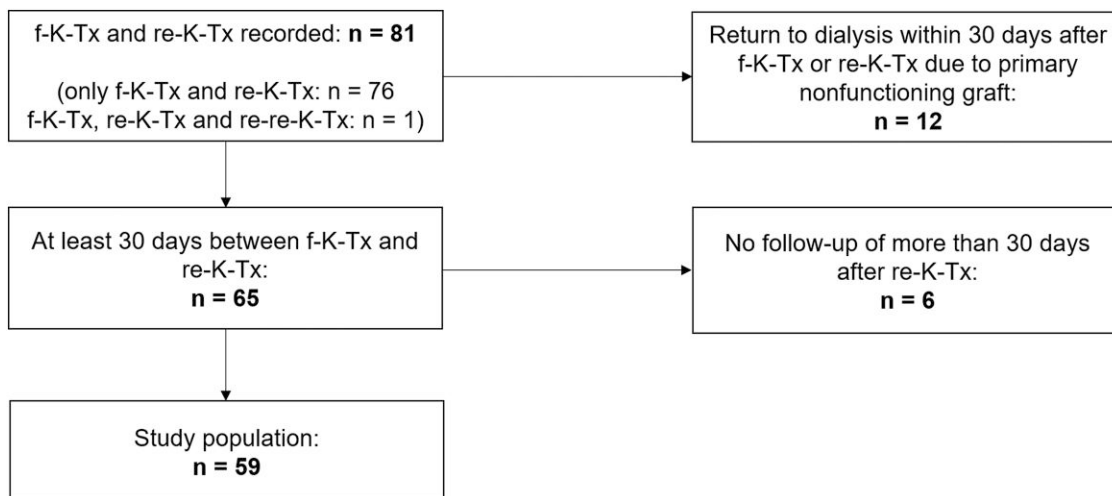 f-K-Tx and re-K-Tx recorded: n = 81
(only f-K-Tx and re-K-Tx: n = 76
f-K-Tx, re-K-Tx and re-re-K-Tx: n = 1)
Return to dialysis within 30 days after
f-K-Tx or re-K-Tx due to primary
nonfunctioning graft:
n = 12
At least 30 days between f-K-Tx and
re-K-Tx:
n = 65
No follow-up of more than 30 days
after re-K-Tx:
n = 6
Study population:
n = 59